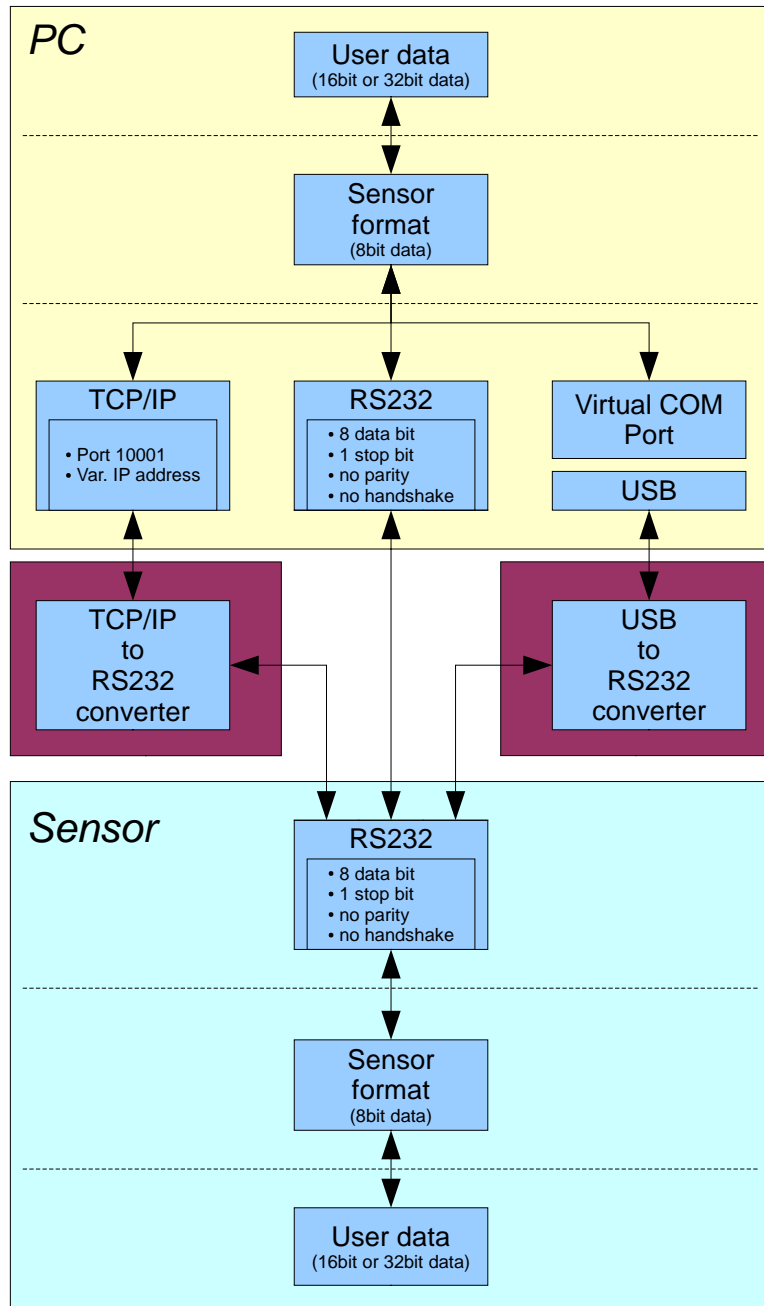 PC
User data
(16bit or 32bit data)
Sensor
format
(8bit data)
TCP/IP
• Port 10001
• Var. IP address
RS232
• 8 data bit
• 1 stop bit
• no parity
• no handshake
Virtual COM
Port
USB
TCP/IP
to
RS232
converter
USB
to
RS232
converter
Sensor
RS232
• 8 data bit
• 1 stop bit
• no parity
• no handshake
Sensor
format
(8bit data)
User data
(16bit or 32bit data)